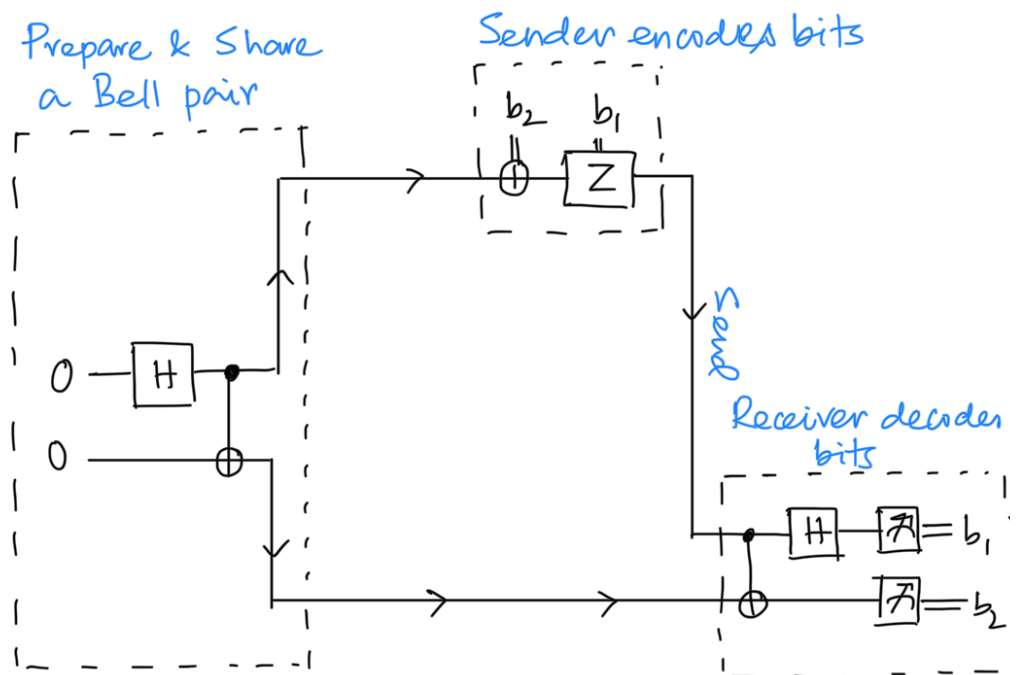 Prepare & Share
a Bell pair
Sender encodes bits
b₂ b₁
Z
0 H
0
Send
Receiver decodes
bits
H b₁
b₂